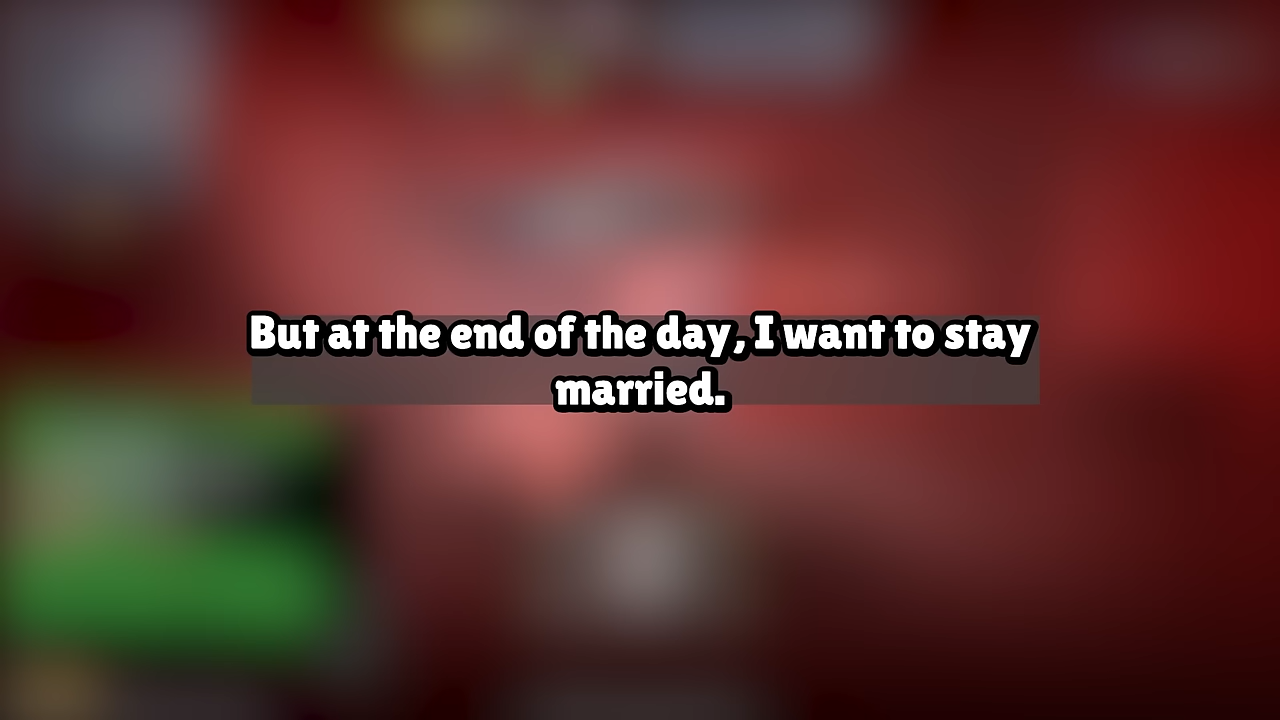 But at the end of the day, I want to stay
married.